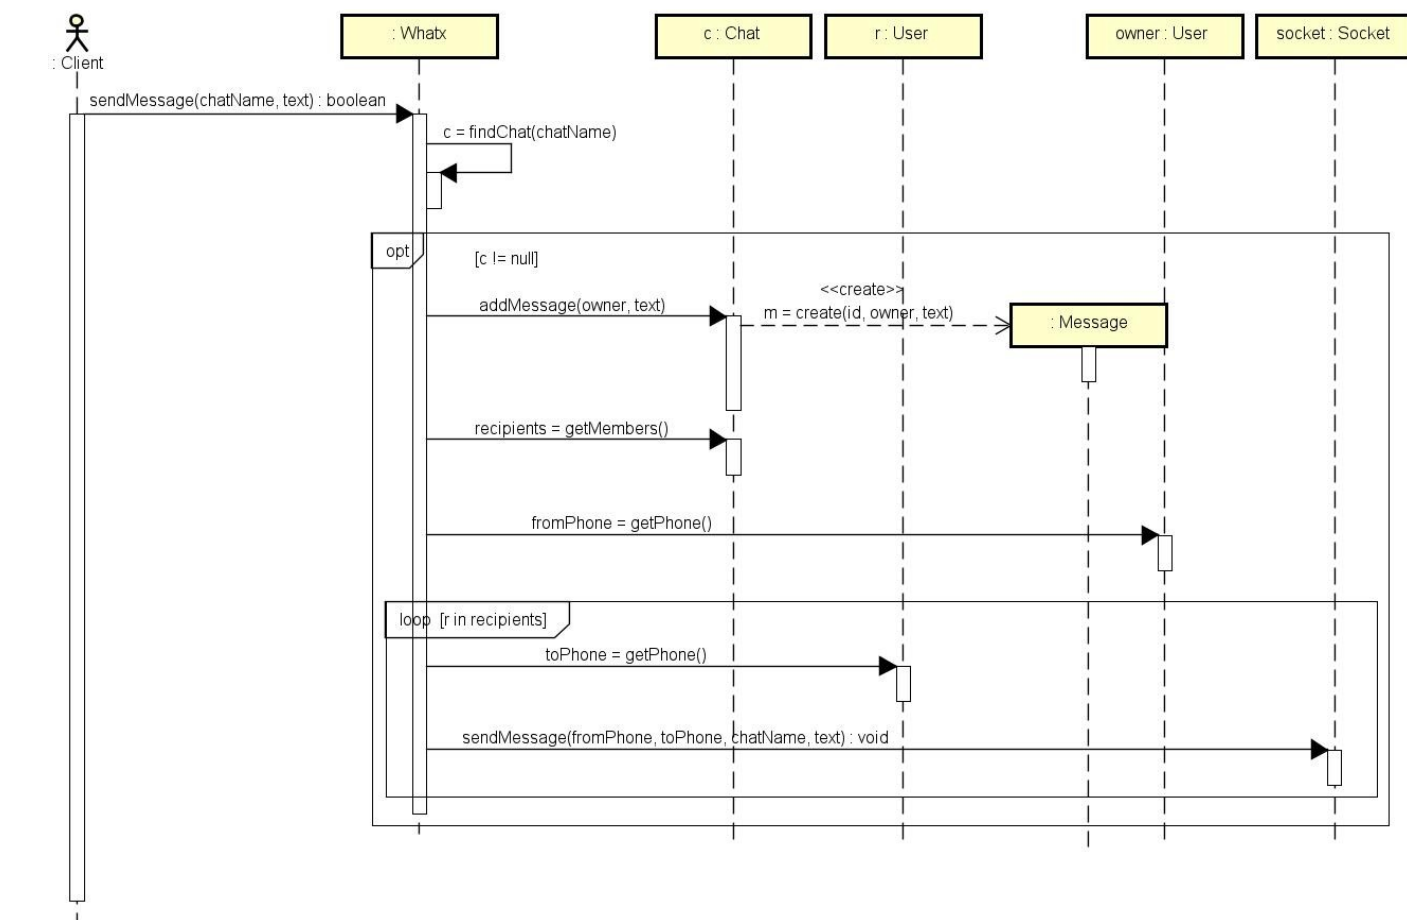 : Client
: Whatx
c : Chat
r : User
owner : User
socket : Socket
sendMessage(chatName, text) : boolean
c = findChat(chatName)
opt
[c != null]
<<create>>
addMessage(owner, text)
m = create(id, owner, text)
: Message
recipients = getMembers()
fromPhone = getPhone()
loop [r in recipients]
toPhone = getPhone()
sendMessage(fromPhone, toPhone, chatName, text) : void